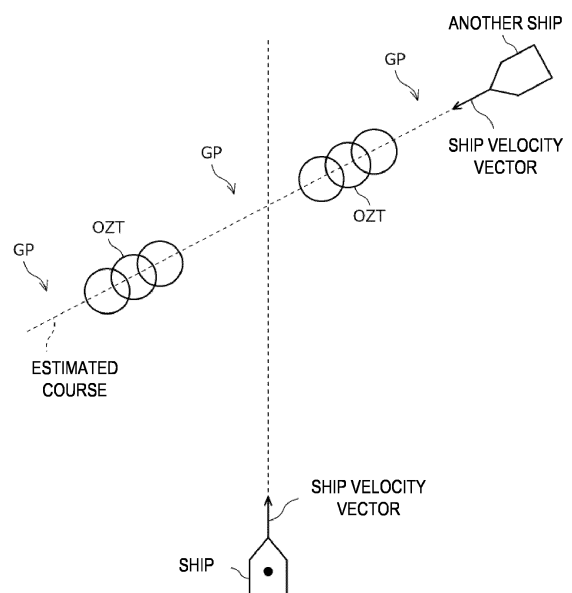 ANOTHER SHIP
GP
SHIP VELOCITY
VECTOR
GP
OZT
OZT
GP
ESTIMATED
COURSE
SHIP VELOCITY
VECTOR
SHIP